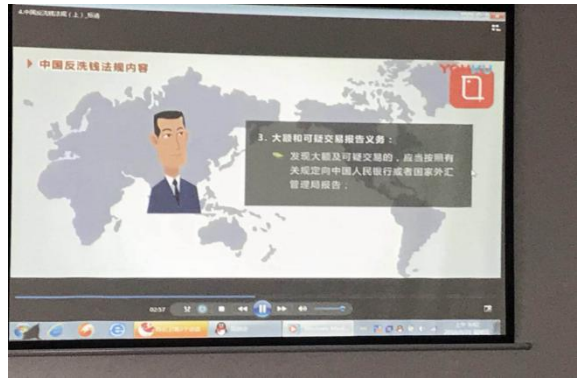 4.中国反洗钱法规（上）_标清
中国反洗钱法规内容
3. 大额和可疑交易报告义务：
发现大额及可疑交易的，应当按照有
关规定向中国人民银行或者国家外汇
管理局报告。
02:57